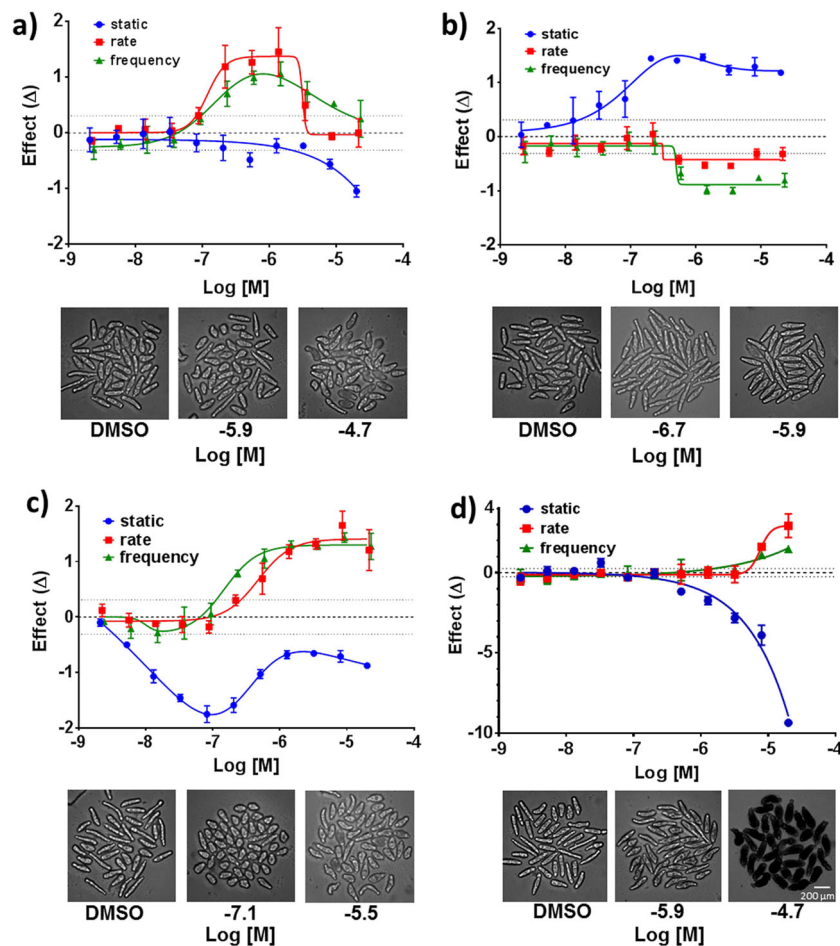 a)
static
rate
frequency
Effect (Δ)
2
1
0
-1
-2
-9 -8 -7 -6 -5 -4
Log [M]
DMSO -5.9 -4.7
Log [M]
b)
static
rate
frequency
Effect (Δ)
2
1
0
-1
-2
-9 -8 -7 -6 -5 -4
Log [M]
DMSO -6.7 -5.9
Log [M]
c)
static
rate
frequency
Effect (Δ)
2
1
0
-1
-2
-9 -8 -7 -6 -5 -4
Log [M]
DMSO -7.1 -5.5
Log [M]
d)
static
rate
frequency
Effect (Δ)
4
0
-5
-10
-9 -8 -7 -6 -5 -4
Log [M]
200 µm
DMSO -5.9 -4.7
Log [M]